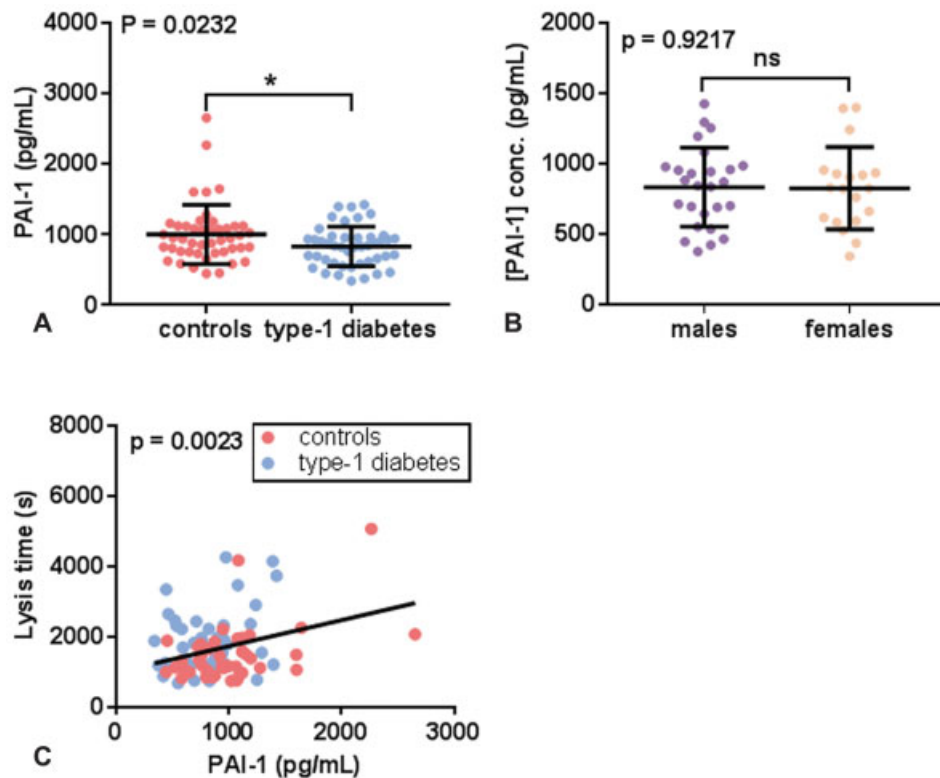 P = 0.0232
*
PAI-1 (pg/mL)
4000
3000
2000
1000
0
controls
type-1 diabetes
A
p = 0.9217
ns
[PAI-1] conc. (pg/mL)
2000
1500
1000
500
0
males
females
B
p = 0.0023
controls
type-1 diabetes
Lysis time (s)
8000
6000
4000
2000
0
0 1000 2000 3000
PAI-1 (pg/mL)
C